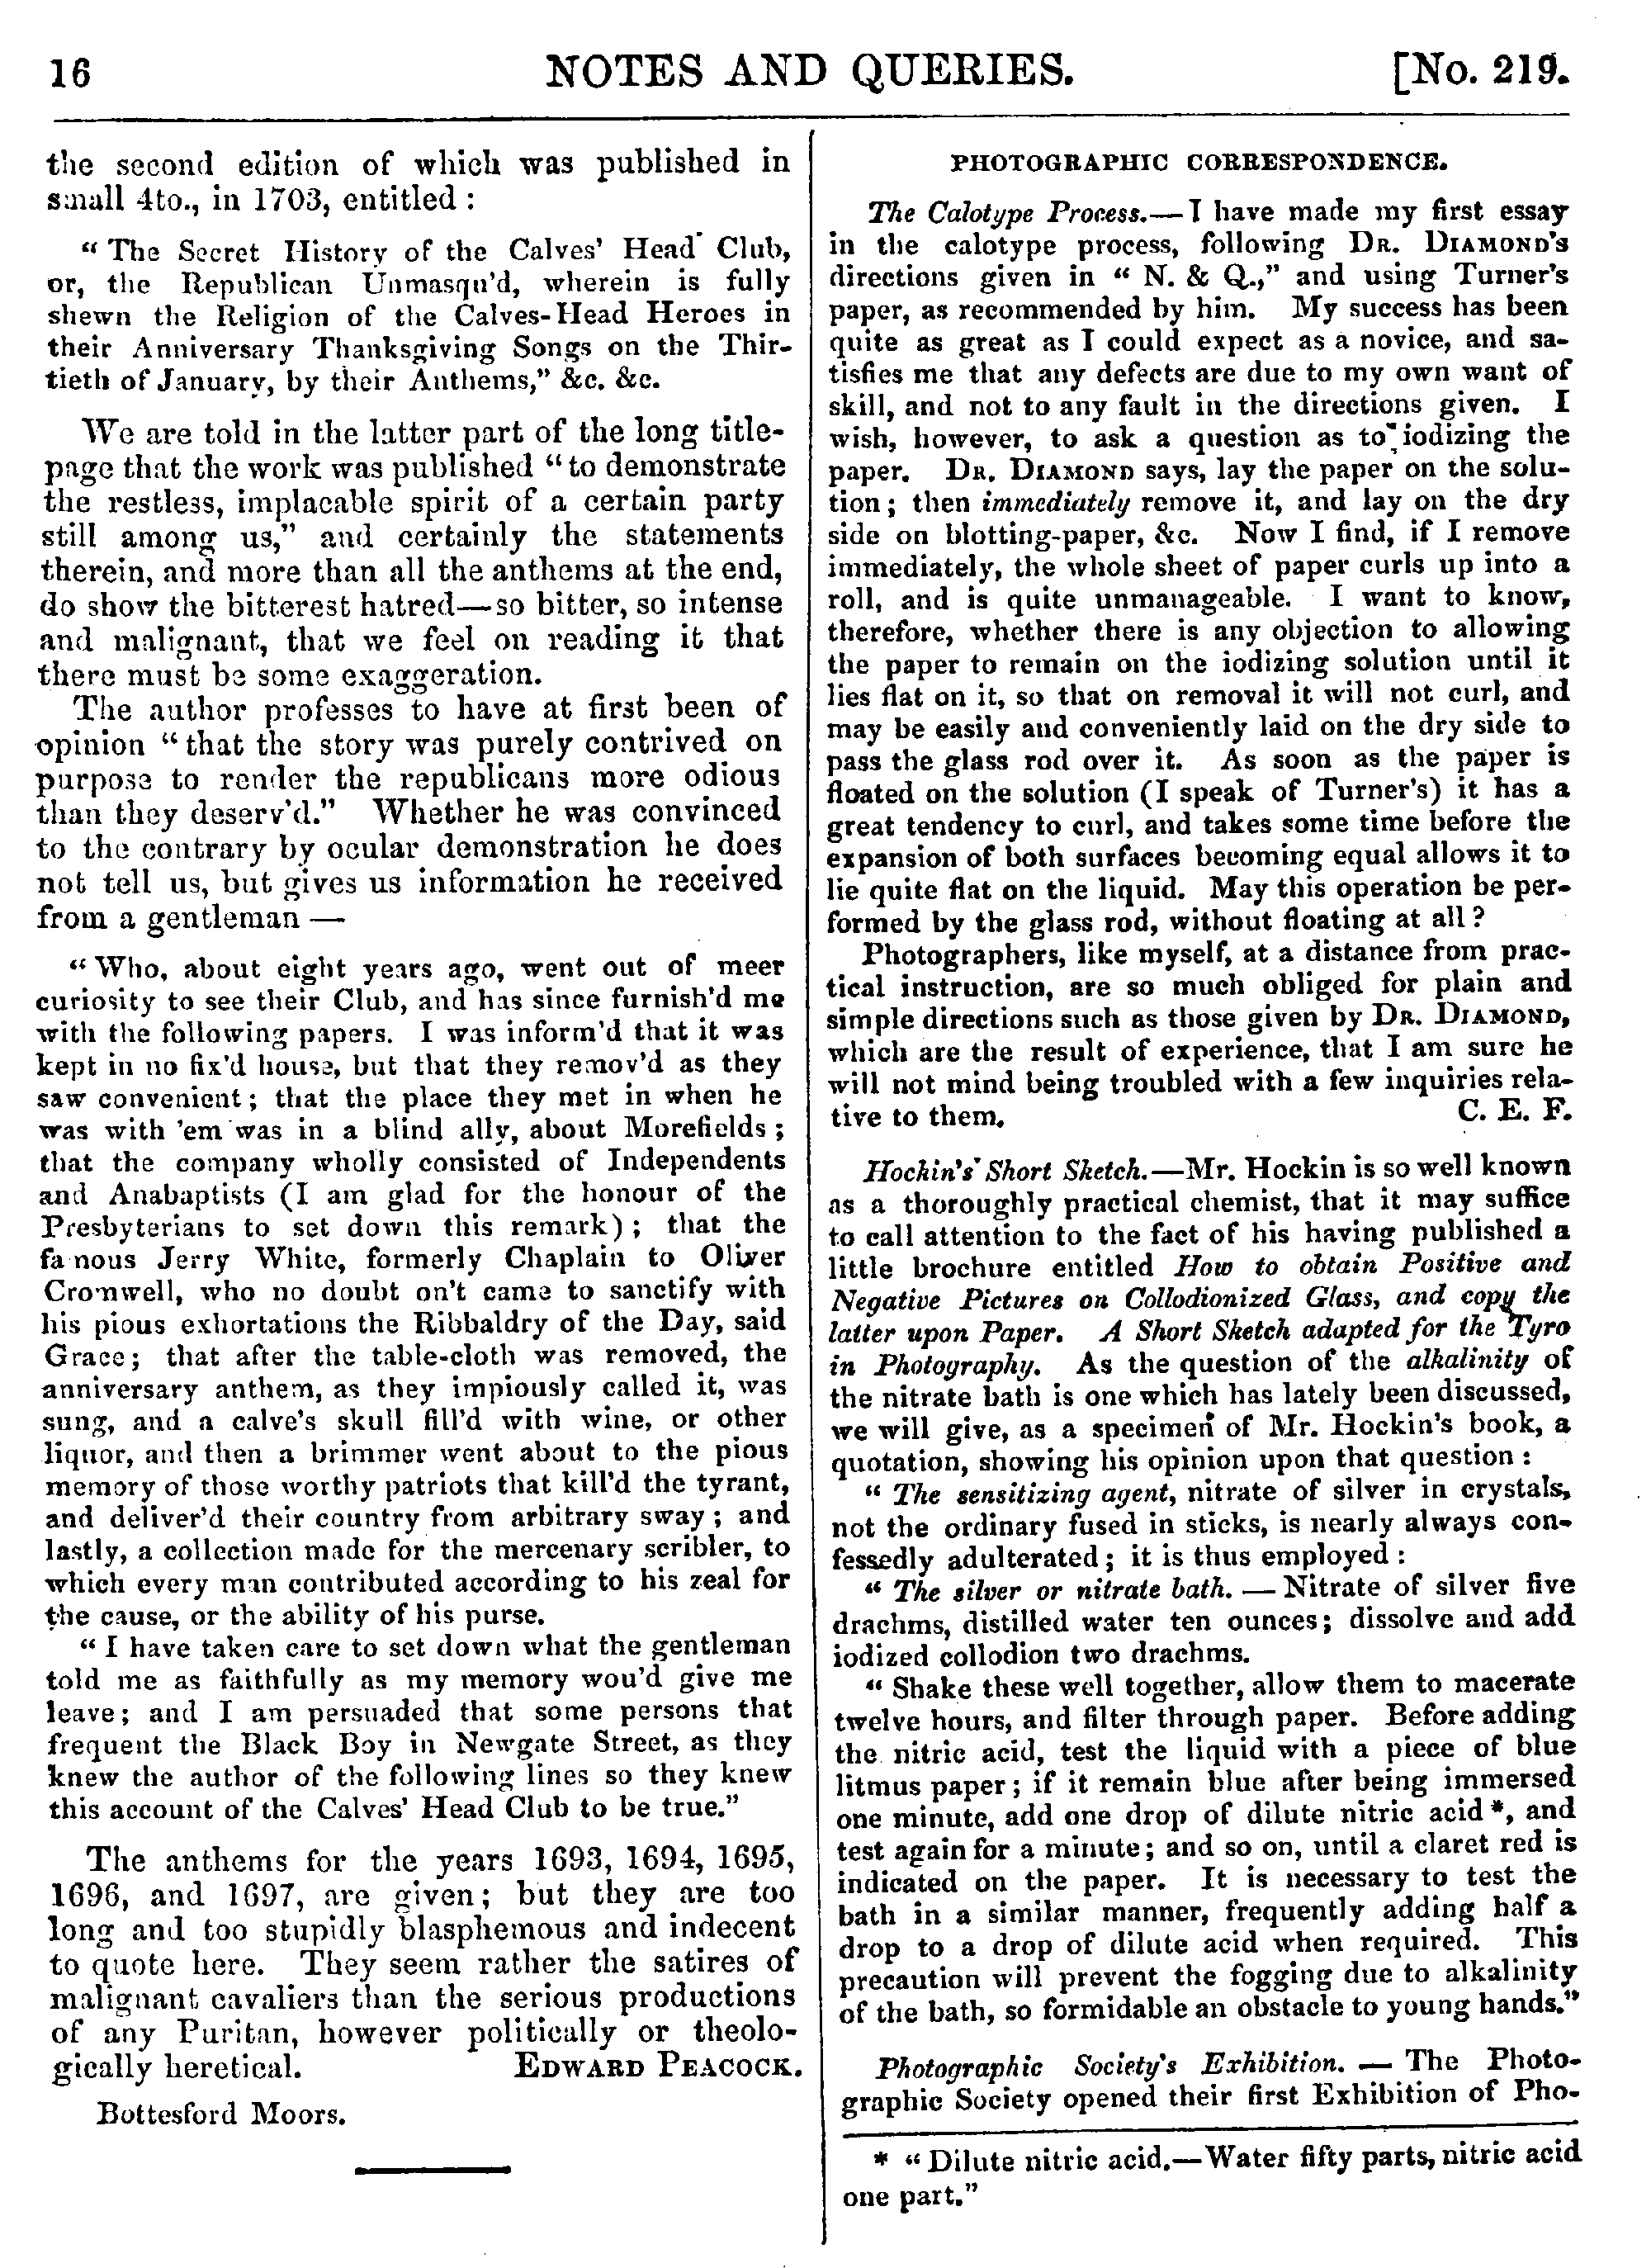 16 NOTES AND QUERIES. [No. 219.
the second edition of which was published in
small 4to., in 1703, entitled :
“ The Secret History of the Calves’ Head Club,
or, the Republican Unmasqu’d, wherein is fully
shewn the Religion of the Calves-Head Heroes in
their Anniversary Thanksgiving Songs on the Thir-
tieth of January, by their Anthems,” &c. &c.
We are told in the latter part of the long title-
page that the work was published “ to demonstrate
the restless, implacable spirit of a certain party
still among us,” and certainly the statements
therein, and more than all the anthems at the end,
do show the bitterest hatred—so bitter, so intense
and malignant, that we feel on reading it that
there must be some exaggeration.
The author professes to have at first been of
opinion “ that the story was purely contrived on
purpose to render the republicans more odious
than they deserv’d.” Whether he was convinced
to the contrary by ocular demonstration he does
not tell us, but gives us information he received
from a gentleman —
“ Who, about eight years ago, went out of meer
curiosity to see their Club, and has since furnish’d me
with the following papers. I was inform’d that it was
kept in no fix’d house, but that they remov’d as they
saw convenient ; that the place they met in when he
was with ’em was in a blind ally, about Morefields ;
that the company wholly consisted of Independents
and Anabaptists (I am glad for the honour of the
Presbyterians to set down this remark) ; that the
famous Jerry White, formerly Chaplain to Oliver
Cromwell, who no doubt on’t came to sanctify with
his pious exhortations the Ribbaldry of the Day, said
Grace ; that after the table-cloth was removed, the
anniversary anthem, as they impiously called it, was
sung, and a calve’s skull fill’d with wine, or other
liquor, and then a brimmer went about to the pious
memory of those worthy patriots that kill’d the tyrant,
and deliver’d their country from arbitrary sway ; and
lastly, a collection made for the mercenary scribler, to
which every man contributed according to his zeal for
the cause, or the ability of his purse.
“ I have taken care to set down what the gentleman
told me as faithfully as my memory wou’d give me
leave ; and I am persuaded that some persons that
frequent the Black Boy in Newgate Street, as they
knew the author of the following lines so they knew
this account of the Calves’ Head Club to be true.”
The anthems for the years 1693, 1694, 1695,
1696, and 1697, are given ; but they are too
long and too stupidly blasphemous and indecent
to quote here. They seem rather the satires of
malignant cavaliers than the serious productions
of any Puritan, however politically or theolo-
gically heretical. EDWARD PEACOCK.
Bottesford Moors.
PHOTOGRAPHIC CORRESPONDENCE.
The Calotype Process.—I have made my first essay
in the calotype process, following DR. DIAMOND’S
directions given in “ N. & Q.,” and using Turner’s
paper, as recommended by him. My success has been
quite as great as I could expect as a novice, and sa-
tisfies me that any defects are due to my own want of
skill, and not to any fault in the directions given. I
wish, however, to ask a question as to iodizing the
paper. DR. DIAMOND says, lay the paper on the solu-
tion ; then immediately remove it, and lay on the dry
side on blotting-paper, &c. Now I find, if I remove
immediately, the whole sheet of paper curls up into a
roll, and is quite unmanageable. I want to know,
therefore, whether there is any objection to allowing
the paper to remain on the iodizing solution until it
lies flat on it, so that on removal it will not curl, and
may be easily and conveniently laid on the dry side to
pass the glass rod over it. As soon as the paper is
floated on the solution (I speak of Turner’s) it has a
great tendency to curl, and takes some time before the
expansion of both surfaces becoming equal allows it to
lie quite flat on the liquid. May this operation be per-
formed by the glass rod, without floating at all ?
Photographers, like myself, at a distance from prac-
tical instruction, are so much obliged for plain and
simple directions such as those given by DR. DIAMOND,
which are the result of experience, that I am sure he
will not mind being troubled with a few inquiries rela-
tive to them. C. E. F.
Hockin’s Short Sketch.—Mr. Hockin is so well known
as a thoroughly practical chemist, that it may suffice
to call attention to the fact of his having published a
little brochure entitled How to obtain Positive and
Negative Pictures on Collodionized Glass, and copy the
latter upon Paper. A Short Sketch adapted for the Tyro
in Photography. As the question of the alkalinity of
the nitrate bath is one which has lately been discussed,
we will give, as a specimen of Mr. Hockin’s book, a
quotation, showing his opinion upon that question :
“ The sensitizing agent, nitrate of silver in crystals,
not the ordinary fused in sticks, is nearly always con-
fessedly adulterated ; it is thus employed :
“ The silver or nitrate bath. — Nitrate of silver five
drachms, distilled water ten ounces ; dissolve and add
iodized collodion two drachms.
“ Shake these well together, allow them to macerate
twelve hours, and filter through paper. Before adding
the nitric acid, test the liquid with a piece of blue
litmus paper ; if it remain blue after being immersed
one minute, add one drop of dilute nitric acid *, and
test again for a minute ; and so on, until a claret red is
indicated on the paper. It is necessary to test the
bath in a similar manner, frequently adding half a
drop to a drop of dilute acid when required. This
precaution will prevent the fogging due to alkalinity
of the bath, so formidable an obstacle to young hands.”
Photographic Society’s Exhibition. — The Photo-
graphic Society opened their first Exhibition of Pho-
* “ Dilute nitric acid.—Water fifty parts, nitric acid
one part.”